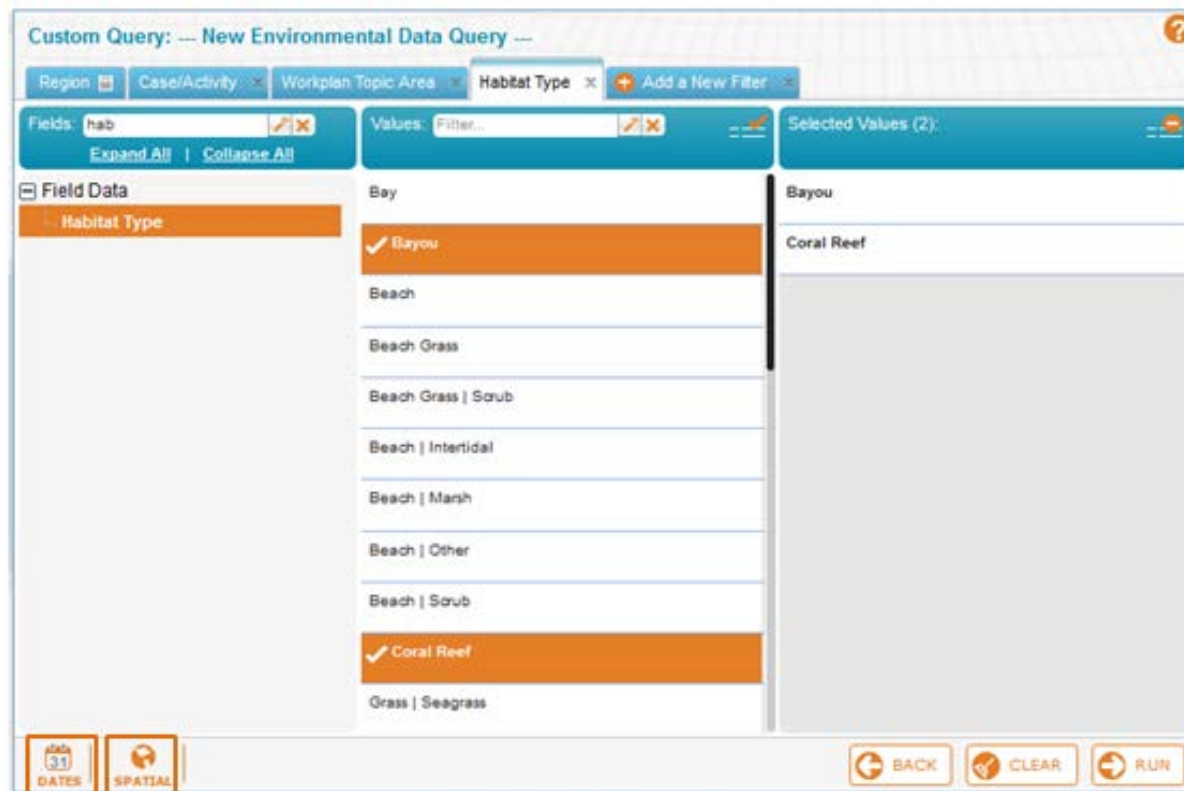 Custom Query: --- New Environmental Data Query ---
?
Region Case/Activity Workplan Topic Area Habitat Type Add a New Filter
Fields: hab
Expand All | Collapse All
Values: Filter...
Selected Values (2):
Field Data
Habitat Type
Bay
Bayou
Beach
Beach Grass
Beach Grass | Scrub
Beach | Intertidal
Beach | Marsh
Beach | Other
Beach | Scrub
Coral Reef
Grass | Seagrass
Bayou
Coral Reef
31
DATES
SPATIAL
BACK
CLEAR
RUN